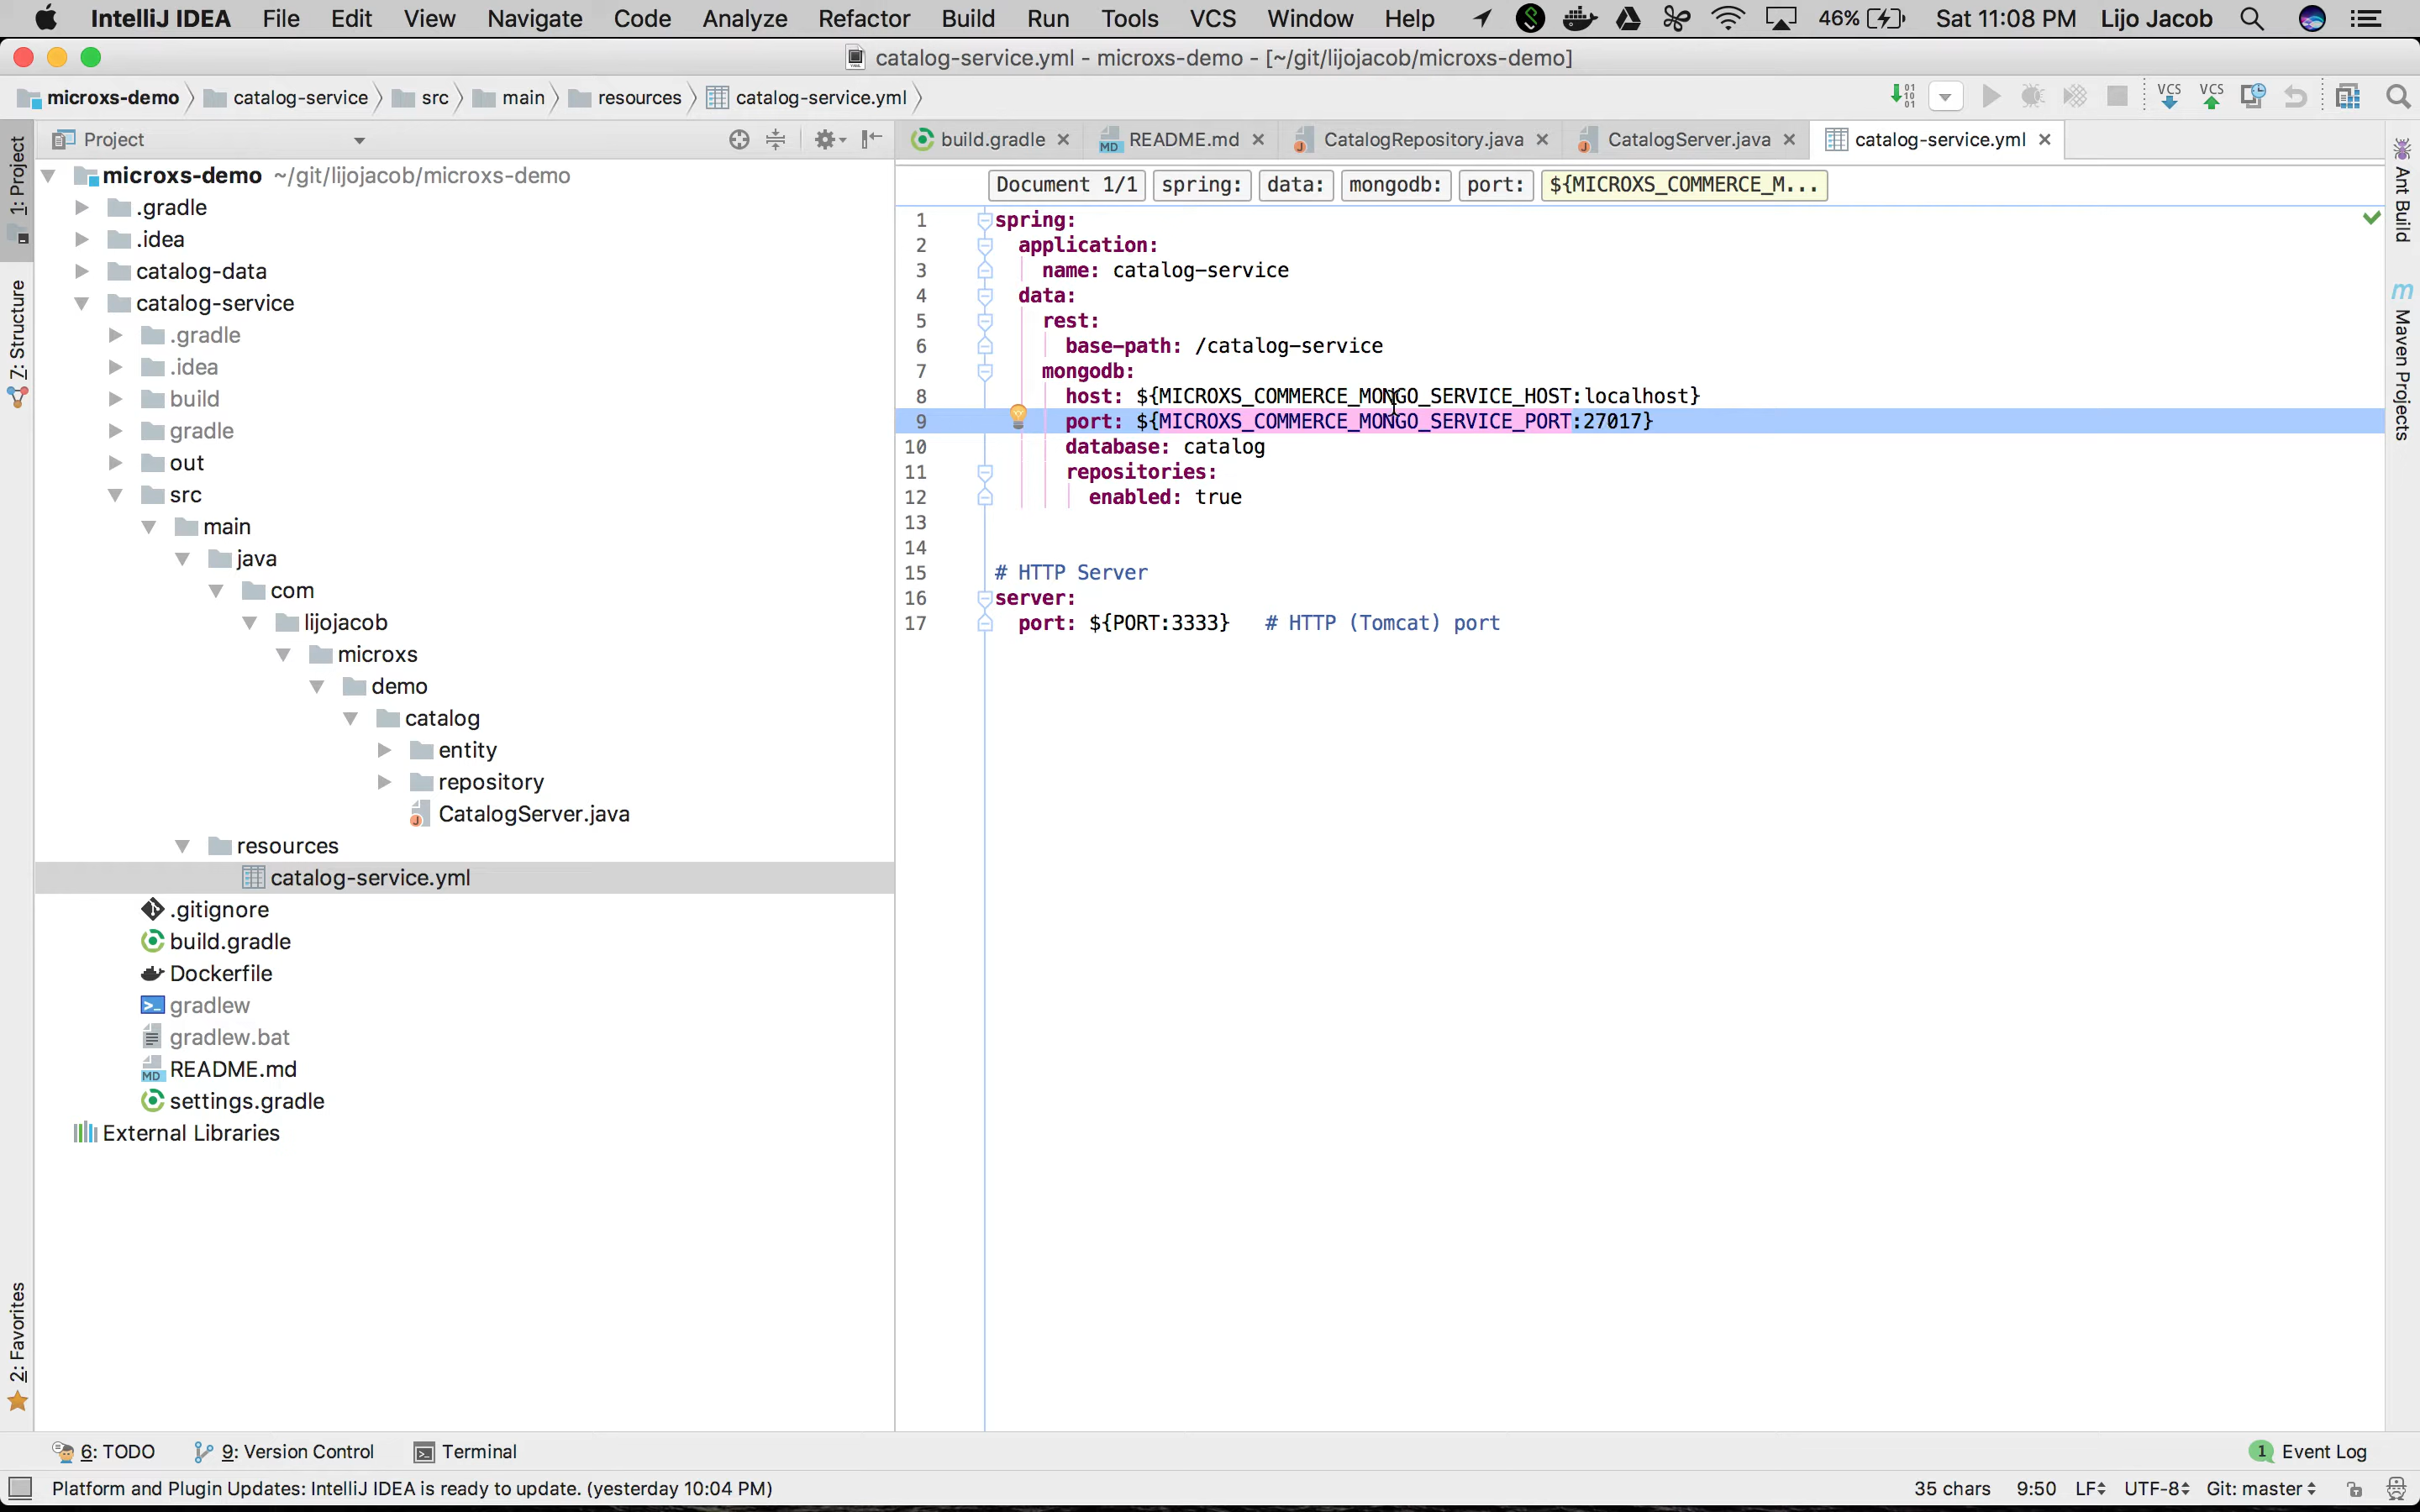 IntelliJ IDEA File Edit View Navigate Code Analyze Refactor Build Run Tools VCS Window Help 46% Sat 11:08 PM Lijo Jacob
catalog-service.yml - microxs-demo - [~/git/lijojacob/microxs-demo]
microxs-demo catalog-service src main resources catalog-service.yml
VCS VCS
1: Project
7: Structure
2: Favorites
Project
microxs-demo ~/git/lijojacob/microxs-demo
.gradle
.idea
catalog-data
catalog-service
.gradle
.idea
build
gradle
out
src
main
java
com
lijojacob
microxs
demo
catalog
entity
repository
CatalogServer.java
resources
catalog-service.yml
.gitignore
build.gradle
Dockerfile
gradlew
gradlew.bat
README.md
settings.gradle
External Libraries
build.gradle README.md CatalogRepository.java CatalogServer.java catalog-service.yml
Document 1/1 spring: data: mongodb: port: ${MICROXS_COMMERCE_M...
1 spring:
2 application:
3 name: catalog-service
4 data:
5 rest:
6 base-path: /catalog-service
7 mongodb:
8 host: ${MICROXS_COMMERCE_MONGO_SERVICE_HOST:localhost}
9 port: ${MICROXS_COMMERCE_MONGO_SERVICE_PORT:27017}
10 database: catalog
11 repositories:
12 enabled: true
13
14
15 # HTTP Server
16 server:
17 port: ${PORT:3333} # HTTP (Tomcat) port
Ant Build
m
Maven Projects
6: TODO 9: Version Control Terminal 1 Event Log
Platform and Plugin Updates: IntelliJ IDEA is ready to update. (yesterday 10:04 PM) 35 chars 9:50 LF UTF-8 Git: master